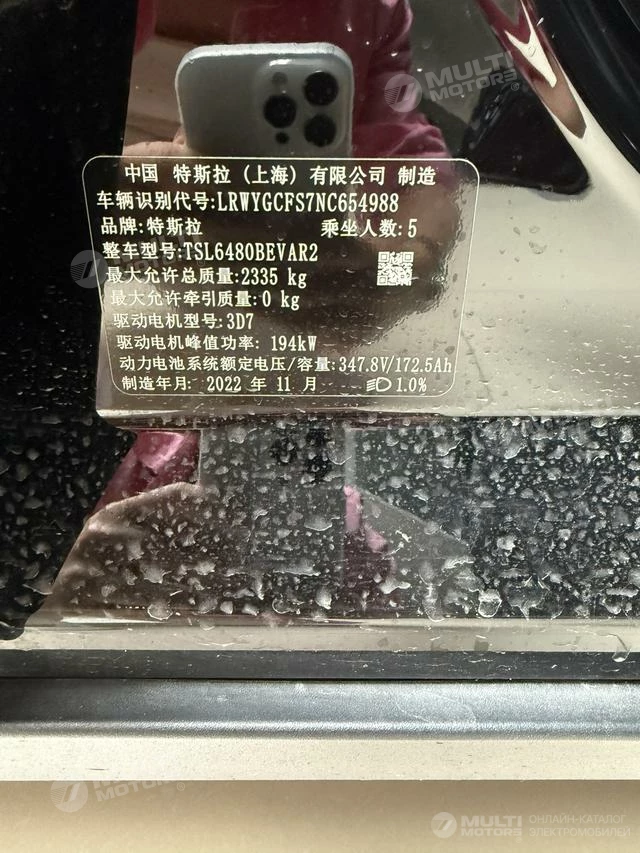 MULTI
MOTORS®
中国 特斯拉（上海）有限公司 制造
车辆识别代号:LRWYGCFS7NC654988
品牌:特斯拉 乘坐人数:5
整车型号:TSL6480BEVAR2
最大允许总质量:2335 kg
最大允许牵引质量:0 kg
驱动电机型号:3D7
驱动电机峰值功率: 194kW
动力电池系统额定电压/容量:347.8V/172.5Ah
制造年月: 2022 年 11 月 1.0%
MULTI
MOTORS
MULTI
MOTORS
ОНЛАЙН-КАТАЛОГ
ЭЛЕКТРОМОБИЛЕЙ